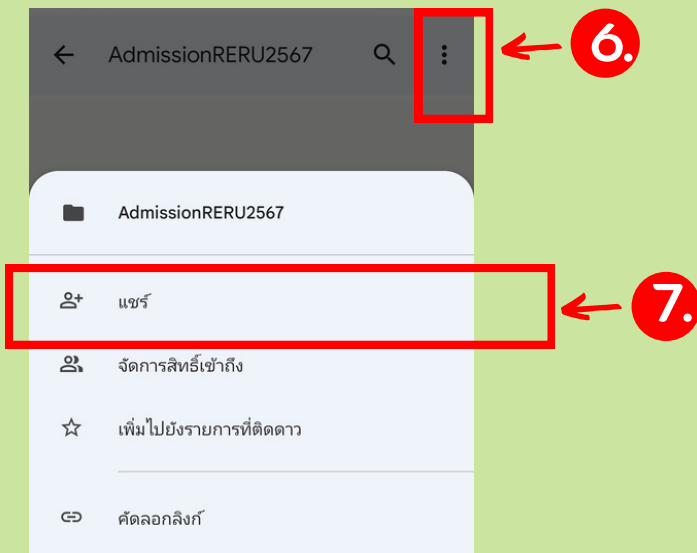 AdmissionRERU2567
6.
AdmissionRERU2567
แชร์
7.
จัดการสิทธิ์เข้าถึง
เพิ่มไปยังรายการที่ติดดาว
คัดลอกลิงก์